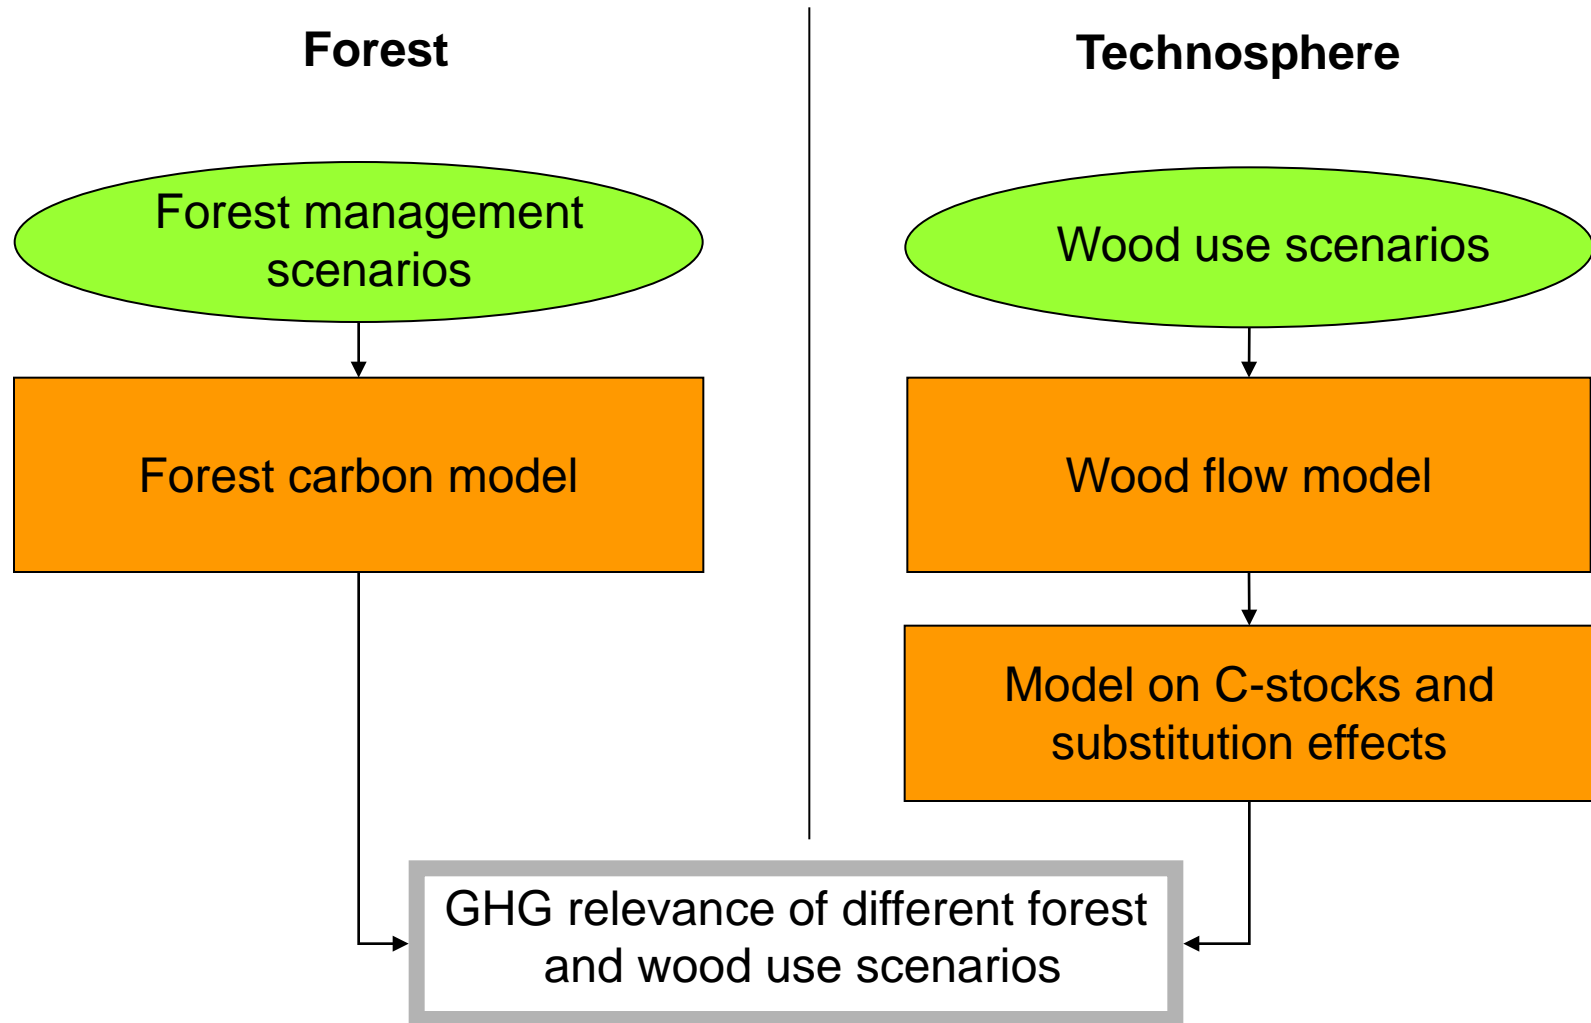 Forest
Technosphere
Forest management
scenarios
Wood use scenarios
Forest carbon model
Wood flow model
Model on C-stocks and
substitution effects
GHG relevance of different forest
and wood use scenarios